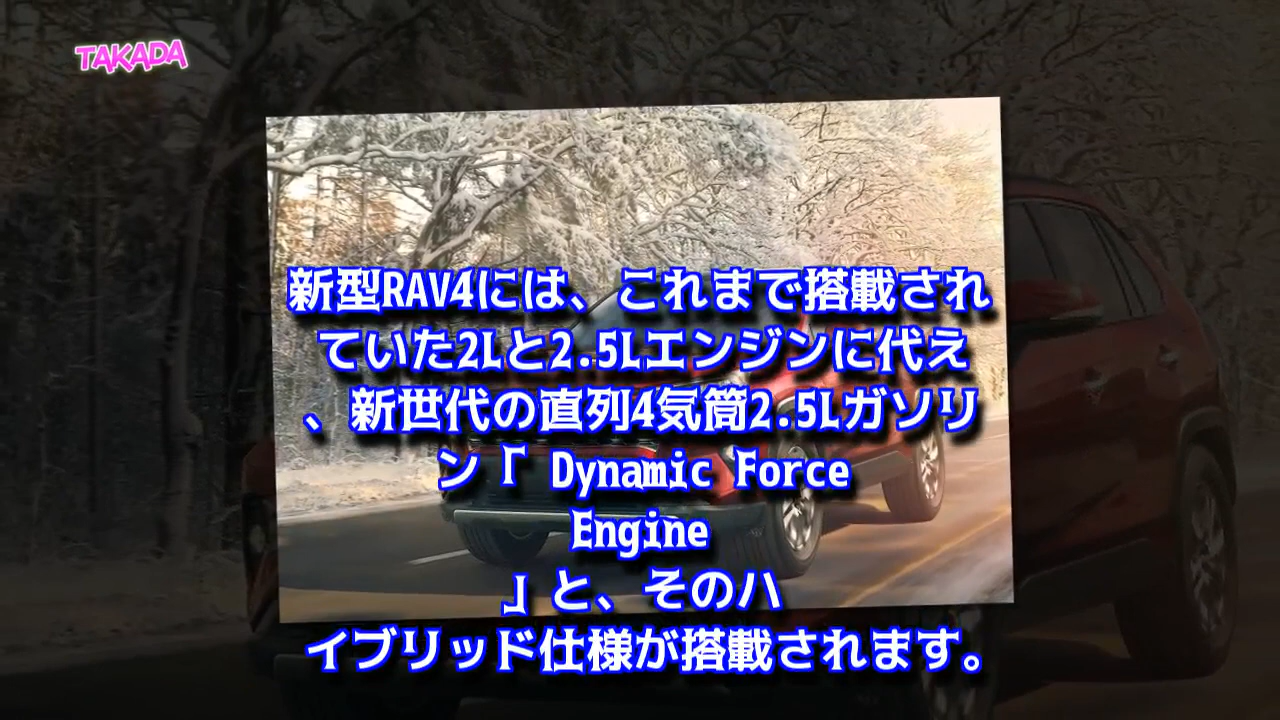 TAKADA
新型RAV4には、これまで搭載され
ていた2Lと2.5Lエンジンに代え
、新世代の直列4気筒2.5Lガソリ
ン「 Dynamic Force
Engine
」と、そのハ
イブリッド仕様が搭載されます。